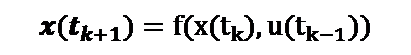 x(t_{k+1}) = f(x(t_k), u(t_{k−1}))